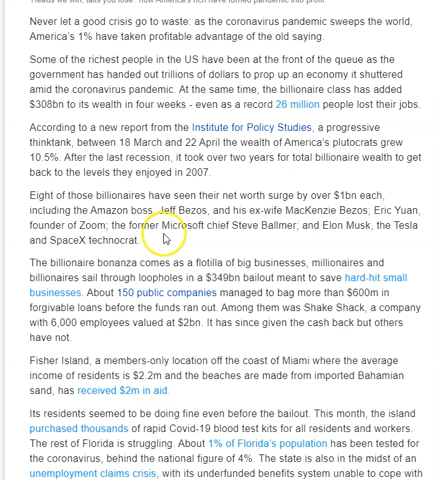 'Heads we win, tails you lose': how America's rich have turned pandemic into profit
Never let a good crisis go to waste: as the coronavirus pandemic sweeps the world,
America's 1% have taken profitable advantage of the old saying.
Some of the richest people in the US have been at the front of the queue as the
government has handed out trillions of dollars to prop up an economy it shuttered
amid the coronavirus pandemic. At the same time, the billionaire class has added
$308bn to its wealth in four weeks - even as a record 26 million people lost their jobs.
According to a new report from the Institute for Policy Studies, a progressive
thinktank, between 18 March and 22 April the wealth of America's plutocrats grew
10.5%. After the last recession, it took over two years for total billionaire wealth to get
back to the levels they enjoyed in 2007.
Eight of those billionaires have seen their net worth surge by over $1bn each,
including the Amazon boss, Jeff Bezos, and his ex-wife MacKenzie Bezos; Eric Yuan,
founder of Zoom; the former Microsoft chief Steve Ballmer; and Elon Musk, the Tesla
and SpaceX technocrat.
The billionaire bonanza comes as a flotilla of big businesses, millionaires and
billionaires sail through loopholes in a $349bn bailout meant to save hard-hit small
businesses. About 150 public companies managed to bag more than $600m in
forgivable loans before the funds ran out. Among them was Shake Shack, a company
with 6,000 employees valued at $2bn. It has since given the cash back but others
have not.
Fisher Island, a members-only location off the coast of Miami where the average
income of residents is $2.2m and the beaches are made from imported Bahamian
sand, has received $2m in aid.
Its residents seemed to be doing fine even before the bailout. This month, the island
purchased thousands of rapid Covid-19 blood test kits for all residents and workers.
The rest of Florida is struggling. About 1% of Florida's population has been tested for
the coronavirus, behind the national figure of 4%. The state is also in the midst of an
unemployment claims crisis, with its underfunded benefits system unable to cope with